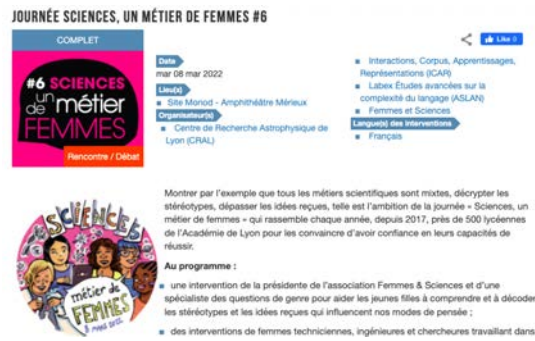 JOURNÉE SCIENCES, UN MÉTIER DE FEMMES #6
COMPLET
#6 SCIENCES
un de métier
FEMMES
Rencontre / Débat
Date
mar 08 mar 2022
Lieu(x)
Site Monod - Amphithéâtre Mérieux
Organisateur(s)
Centre de Recherche Astrophysique de
Lyon (CRAL)
Like 0
Interactions, Corpus, Apprentissages,
Représentations (ICAR)
Labex Études avancées sur la
complexité du langage (ASLAN)
Femmes et Sciences
Langue(s) des interventions
Français
SCIENCES
métier de
FEMMES
8 MARS 2022
Montrer par l'exemple que tous les métiers scientifiques sont mixtes, décrypter les
stéréotypes, dépasser les idées reçues, telle est l'ambition de la journée « Sciences, un
métier de femmes » qui rassemble chaque année, depuis 2017, près de 500 lycéennes
de l'Académie de Lyon pour les convaincre d'avoir confiance en leurs capacités de
réussir.
Au programme :
une intervention de la présidente de l'association Femmes & Sciences et d'une
spécialiste des questions de genre pour aider les jeunes filles à comprendre et à décoder
les stéréotypes et les idées reçues qui influencent nos modes de pensée ;
des interventions de femmes techniciennes, ingénieures et chercheures travaillant dans